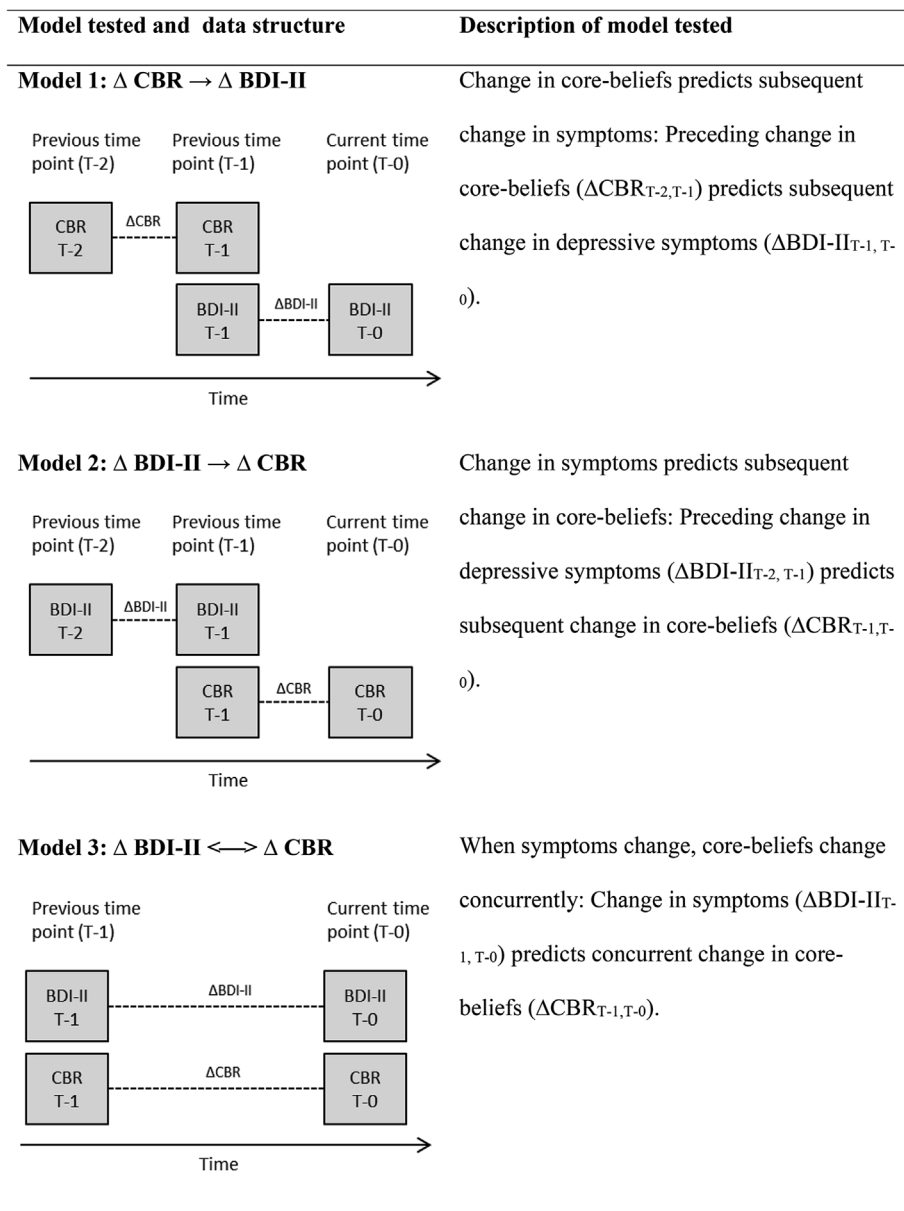 Model tested and data structure
Description of model tested
Model 1: Δ CBR → Δ BDI-II
Previous time
point (T-2)
Previous time
point (T-1)
Current time
point (T-0)
CBR
T-2
ΔCBR
CBR
T-1
BDI-II
T-1
ΔBDI-II
BDI-II
T-0
Time
Change in core-beliefs predicts subsequent
change in symptoms: Preceding change in
core-beliefs (ΔCBRT-2,T-1) predicts subsequent
change in depressive symptoms (ΔBDI-IIT-1, T-
0).
Model 2: Δ BDI-II → Δ CBR
Previous time
point (T-2)
Previous time
point (T-1)
Current time
point (T-0)
BDI-II
T-2
ΔBDI-II
BDI-II
T-1
CBR
T-1
ΔCBR
CBR
T-0
Time
Change in symptoms predicts subsequent
change in core-beliefs: Preceding change in
depressive symptoms (ΔBDI-IIT-2, T-1) predicts
subsequent change in core-beliefs (ΔCBRT-1,T-
0).
Model 3: Δ BDI-II <—> Δ CBR
Previous time
point (T-1)
Current time
point (T-0)
BDI-II
T-1
ΔBDI-II
BDI-II
T-0
CBR
T-1
ΔCBR
CBR
T-0
Time
When symptoms change, core-beliefs change
concurrently: Change in symptoms (ΔBDI-IIT-
1, T-0) predicts concurrent change in core-
beliefs (ΔCBRT-1,T-0).